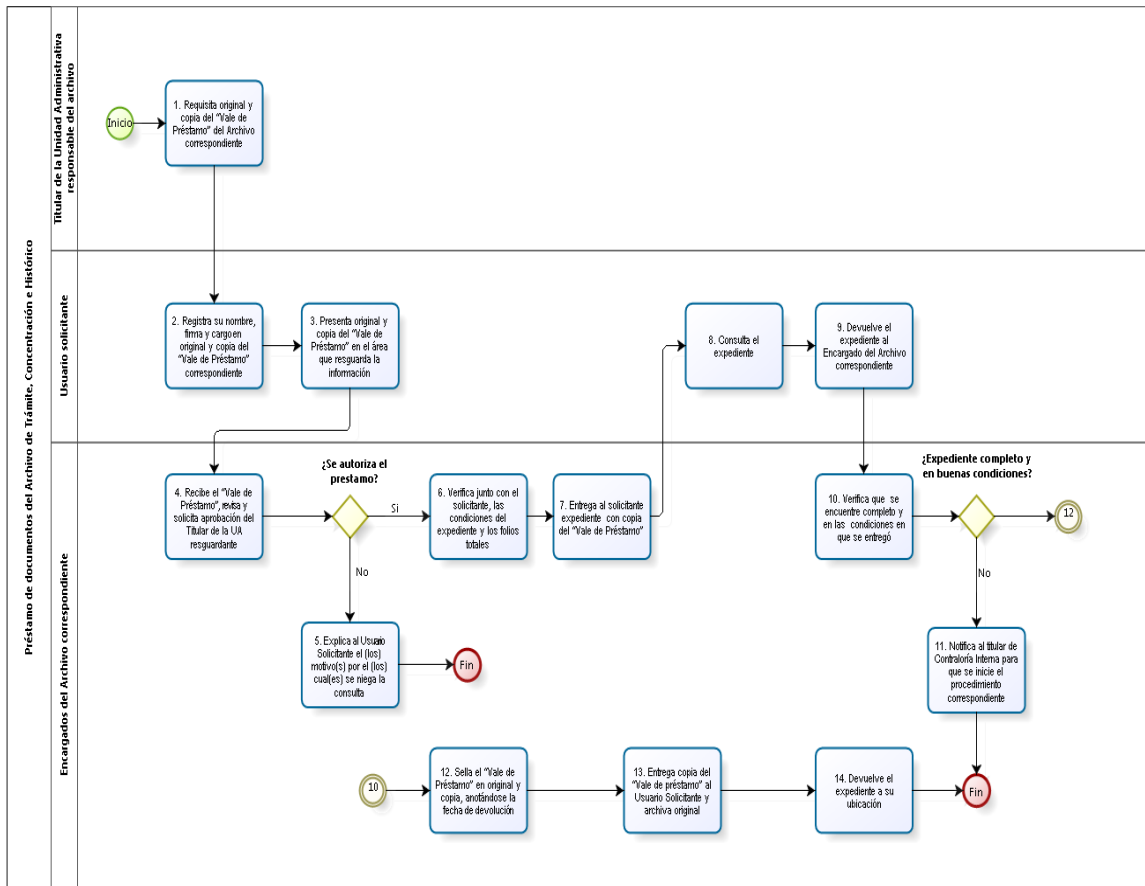 Préstamo de documentos del Archivo de Trámite, Concentración e Histórico
Titular de la Unidad Administrativa
responsable del archivo
Inicio
1. Requisita original y
copia del “Vale de
Préstamo” del Archivo
correspondiente
Usuario solicitante
2. Registra su nombre,
firma y cargo en
original y copia del
“Vale de Préstamo”
correspondiente
3. Presenta original y
copia del “Vale de
Préstamo” en el área
que resguarda la
información
8. Consulta el
expediente
9. Devuelve el
expediente al
Encargado del Archivo
correspondiente
Encargados del Archivo correspondiente
4. Recibe el “Vale de
Préstamo”, revisa y
solicita aprobación del
Titular de la UA
resguardante
¿Se autoriza el
prestamo?
Si
No
6. Verifica junto con el
solicitante, las
condiciones del
expediente y los folios
totales
7. Entrega al solicitante
expediente con copia
del “Vale de Préstamo”
10. Verifica que se
encuentre completo y
en las condiciones en
que se entregó
¿Expediente completo y
en buenas condiciones?
12
No
5. Explica al Usuario
Solicitante el (los)
motivo(s) por el (los)
cual(es) se niega la
consulta
Fin
11. Notifica al titular de
Contraloría Interna para
que se inicie el
procedimiento
correspondiente
10
12. Sella el “Vale de
Préstamo” en original y
copia, anotándose la
fecha de devolución
13. Entrega copia del
“Vale de préstamo” al
Usuario Solicitante y
archiva original
14. Devuelve el
expediente a su
ubicación
Fin